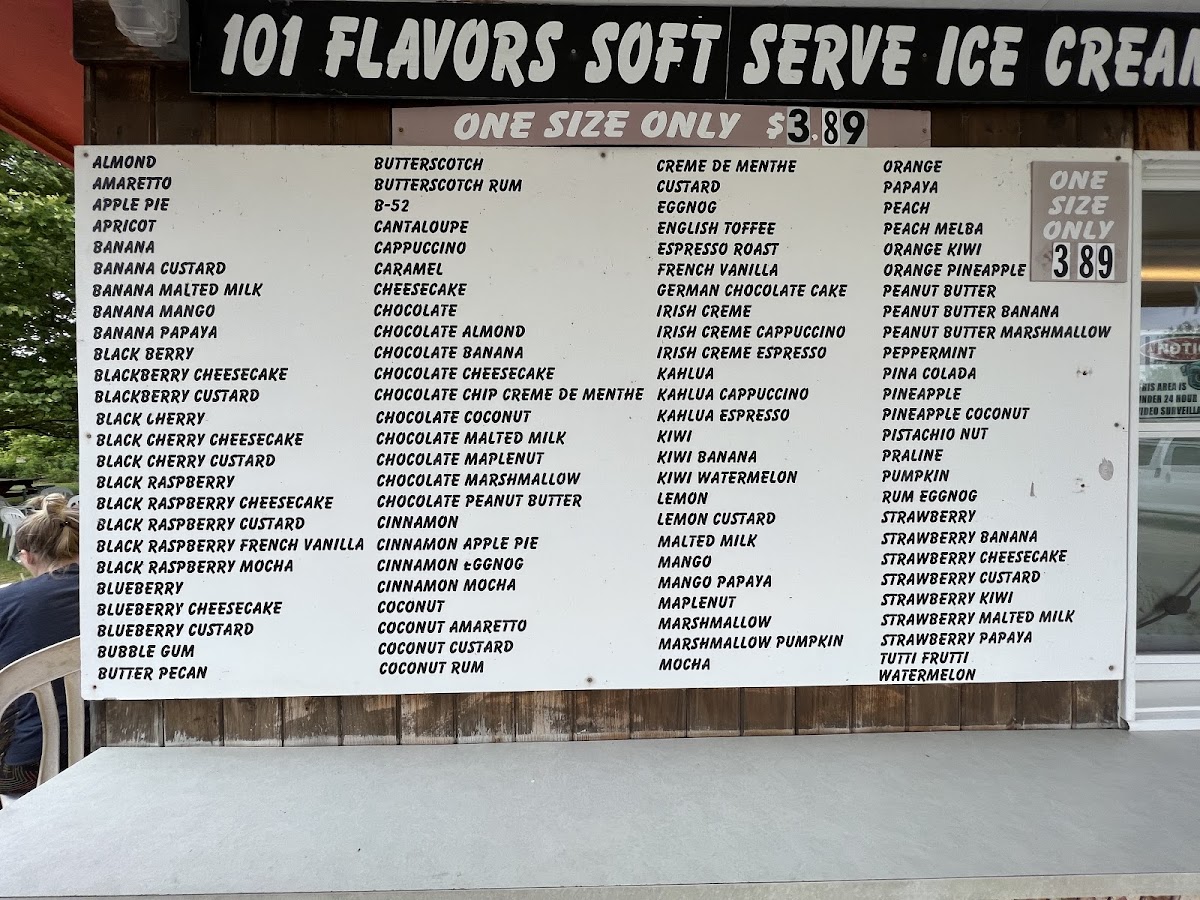 101 FLAVORS SOFT SERVE ICE CREAM
ONE SIZE ONLY $3.89
ALMOND
AMARETTO
APPLE PIE
APRICOT
BANANA
BANANA CUSTARD
BANANA MALTED MILK
BANANA MANGO
BANANA PAPAYA
BLACK BERRY
BLACKBERRY CHEESECAKE
BLACKBERRY CUSTARD
BLACK CHERRY
BLACK CHERRY CHEESECAKE
BLACK CHERRY CUSTARD
BLACK RASPBERRY
BLACK RASPBERRY CHEESECAKE
BLACK RASPBERRY CUSTARD
BLACK RASPBERRY FRENCH VANILLA
BLACK RASPBERRY MOCHA
BLUEBERRY
BLUEBERRY CHEESECAKE
BLUEBERRY CUSTARD
BUBBLE GUM
BUTTER PECAN
BUTTERSCOTCH
BUTTERSCOTCH RUM
B-52
CANTALOUPE
CAPPUCCINO
CARAMEL
CHEESECAKE
CHOCOLATE
CHOCOLATE ALMOND
CHOCOLATE BANANA
CHOCOLATE CHEESECAKE
CHOCOLATE CHIP CREME DE MENTHE
CHOCOLATE COCONUT
CHOCOLATE MALTED MILK
CHOCOLATE MAPLENUT
CHOCOLATE MARSHMALLOW
CHOCOLATE PEANUT BUTTER
CINNAMON
CINNAMON APPLE PIE
CINNAMON EGGNOG
CINNAMON MOCHA
COCONUT
COCONUT AMARETTO
COCONUT CUSTARD
COCONUT RUM
CREME DE MENTHE
CUSTARD
EGGNOG
ENGLISH TOFFEE
ESPRESSO ROAST
FRENCH VANILLA
GERMAN CHOCOLATE CAKE
IRISH CREME
IRISH CREME CAPPUCCINO
IRISH CREME ESPRESSO
KAHLUA
KAHLUA CAPPUCCINO
KAHLUA ESPRESSO
KIWI
KIWI BANANA
KIWI WATERMELON
LEMON
LEMON CUSTARD
MALTED MILK
MANGO
MANGO PAPAYA
MAPLENUT
MARSHMALLOW
MARSHMALLOW PUMPKIN
MOCHA
ORANGE
PAPAYA
PEACH
PEACH MELBA
ORANGE KIWI
ORANGE PINEAPPLE
PEANUT BUTTER
PEANUT BUTTER BANANA
PEANUT BUTTER MARSHMALLOW
PEPPERMINT
PINA COLADA
PINEAPPLE
PINEAPPLE COCONUT
PISTACHIO NUT
PRALINE
PUMPKIN
RUM EGGNOG
STRAWBERRY
STRAWBERRY BANANA
STRAWBERRY CHEESECAKE
STRAWBERRY CUSTARD
STRAWBERRY KIWI
STRAWBERRY MALTED MILK
STRAWBERRY PAPAYA
TUTTI FRUTTI
WATERMELON
ONE
SIZE
ONLY
3 89
NOTICE
THIS AREA IS
UNDER 24 HOUR
VIDEO SURVEILLA